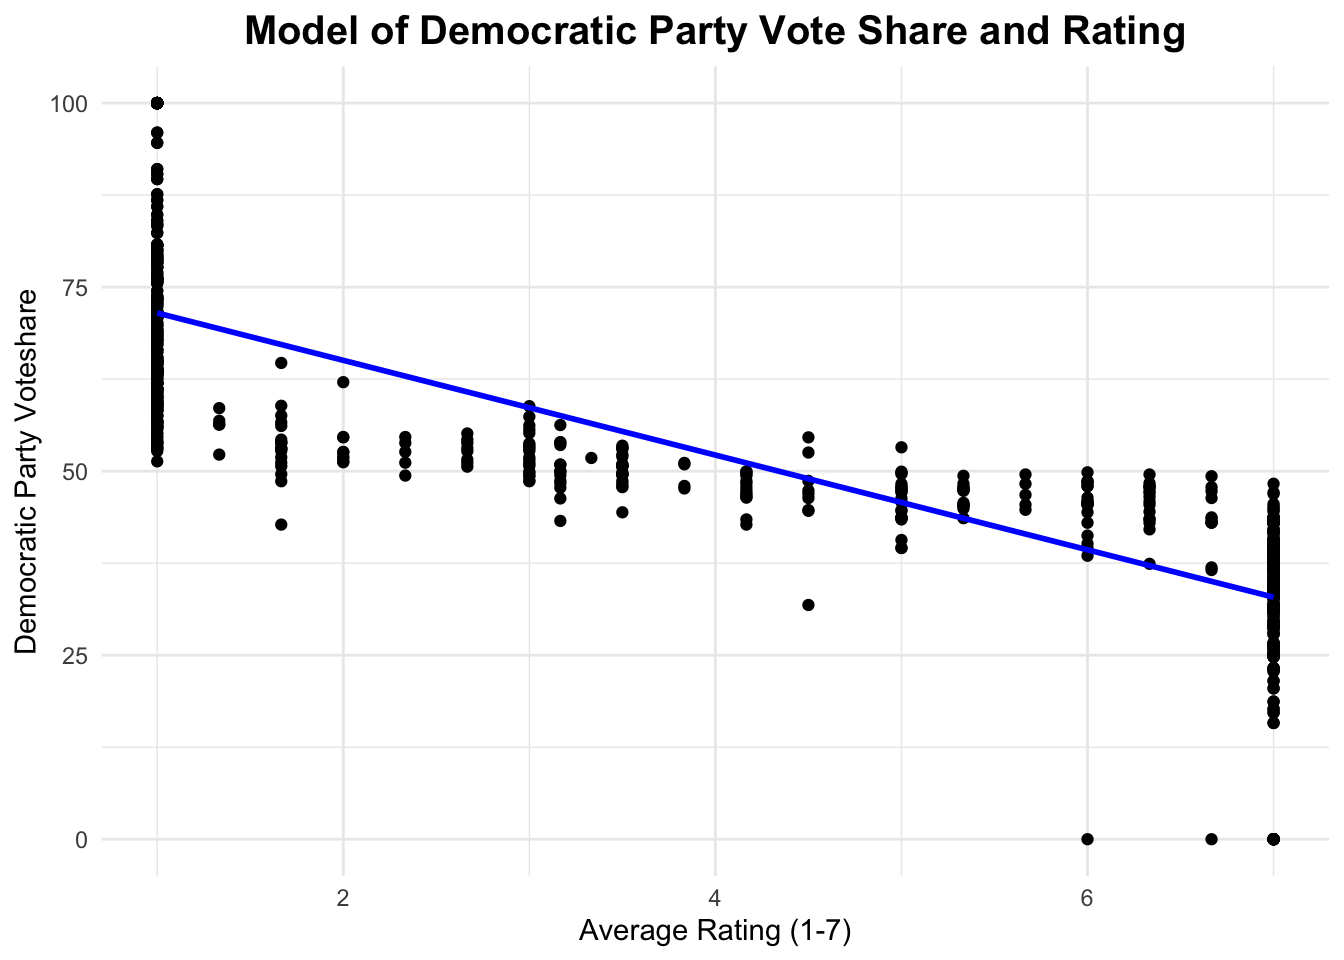 Model of Democratic Party Vote Share and Rating
Democratic Party Voteshare
100
75
50
25
0
2
4
6
Average Rating (1-7)